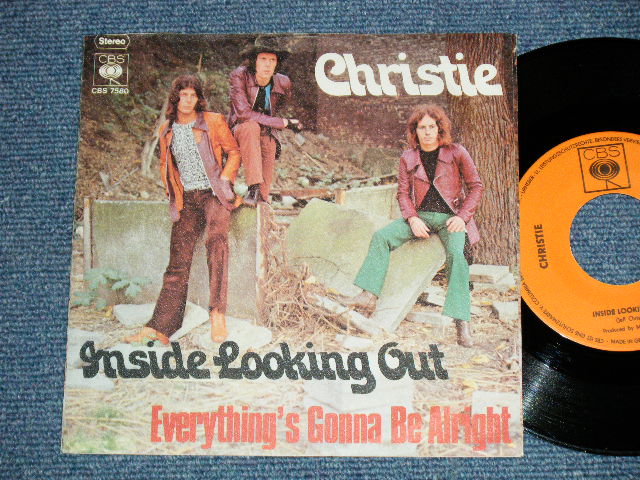 Stereo
CBS
CBS 7580
Christie
Inside Looking Out
Everything's Gonna Be Alright
CBS
CHRISTIE
INSIDE LOOKI
Produced by
MADE IN